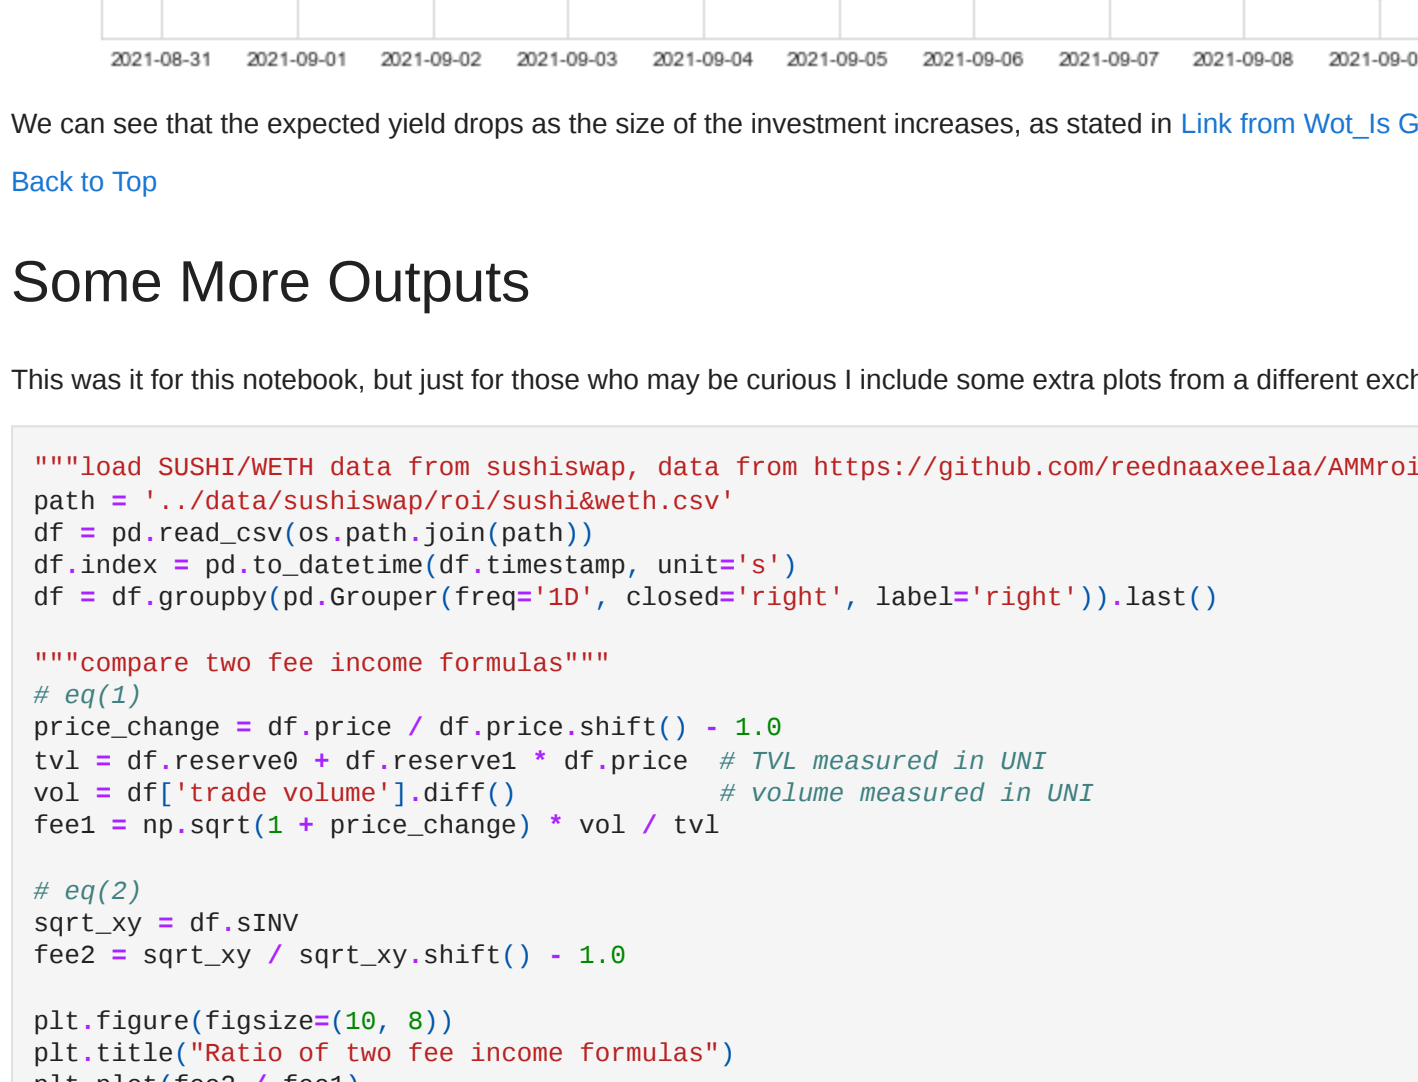 2021-08-31 2021-09-01 2021-09-02 2021-09-03 2021-09-04 2021-09-05 2021-09-06 2021-09-07 2021-09-08 2021-09-0
We can see that the expected yield drops as the size of the investment increases, as stated in Link from Wot_Is G
Back to Top
Some More Outputs
This was it for this notebook, but just for those who may be curious I include some extra plots from a different exch
"""load SUSHI/WETH data from sushiswap, data from https://github.com/reednaaxeelaa/AMMroi
path = '../data/sushiswap/roi/sushi&weth.csv'
df = pd.read_csv(os.path.join(path))
df.index = pd.to_datetime(df.timestamp, unit='s')
df = df.groupby(pd.Grouper(freq='1D', closed='right', label='right')).last()

"""compare two fee income formulas"""
# eq(1)
price_change = df.price / df.price.shift() - 1.0
tvl = df.reserve0 + df.reserve1 * df.price  # TVL measured in UNI
vol = df['trade volume'].diff()             # volume measured in UNI
fee1 = np.sqrt(1 + price_change) * vol / tvl

# eq(2)
sqrt_xy = df.sINV
fee2 = sqrt_xy / sqrt_xy.shift() - 1.0

plt.figure(figsize=(10, 8))
plt.title("Ratio of two fee income formulas")
plt.plot(fee2 / fee1)